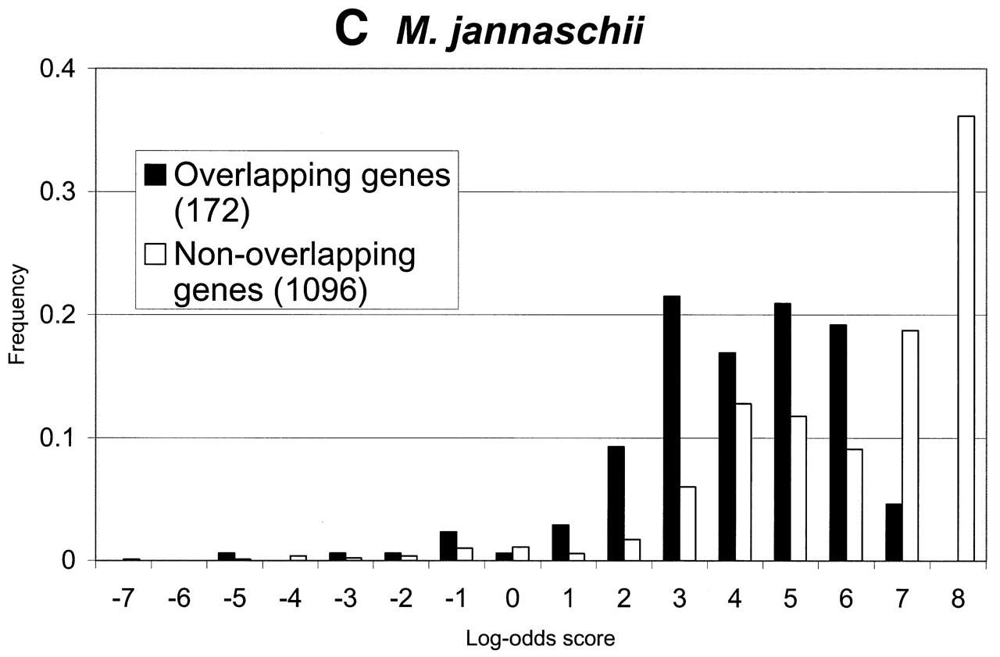 C M. jannaschii
0.4
0.3
0.2
0.1
0
Frequency
Overlapping genes
(172)
Non-overlapping
genes (1096)
-7 -6 -5 -4 -3 -2 -1 0 1 2 3 4 5 6 7 8
Log-odds score